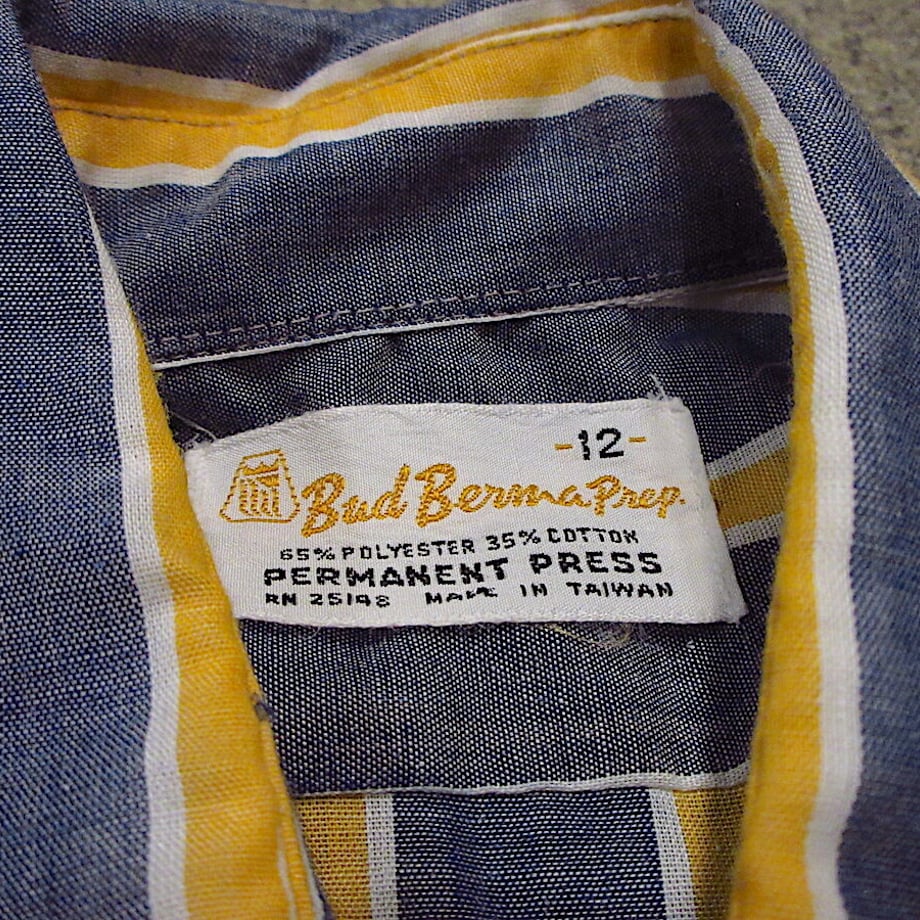 -12-
Bud Berma Prep.
65% POLYESTER 35% COTTON
PERMANENT PRESS
RN 25198 MADE IN TAIWAN